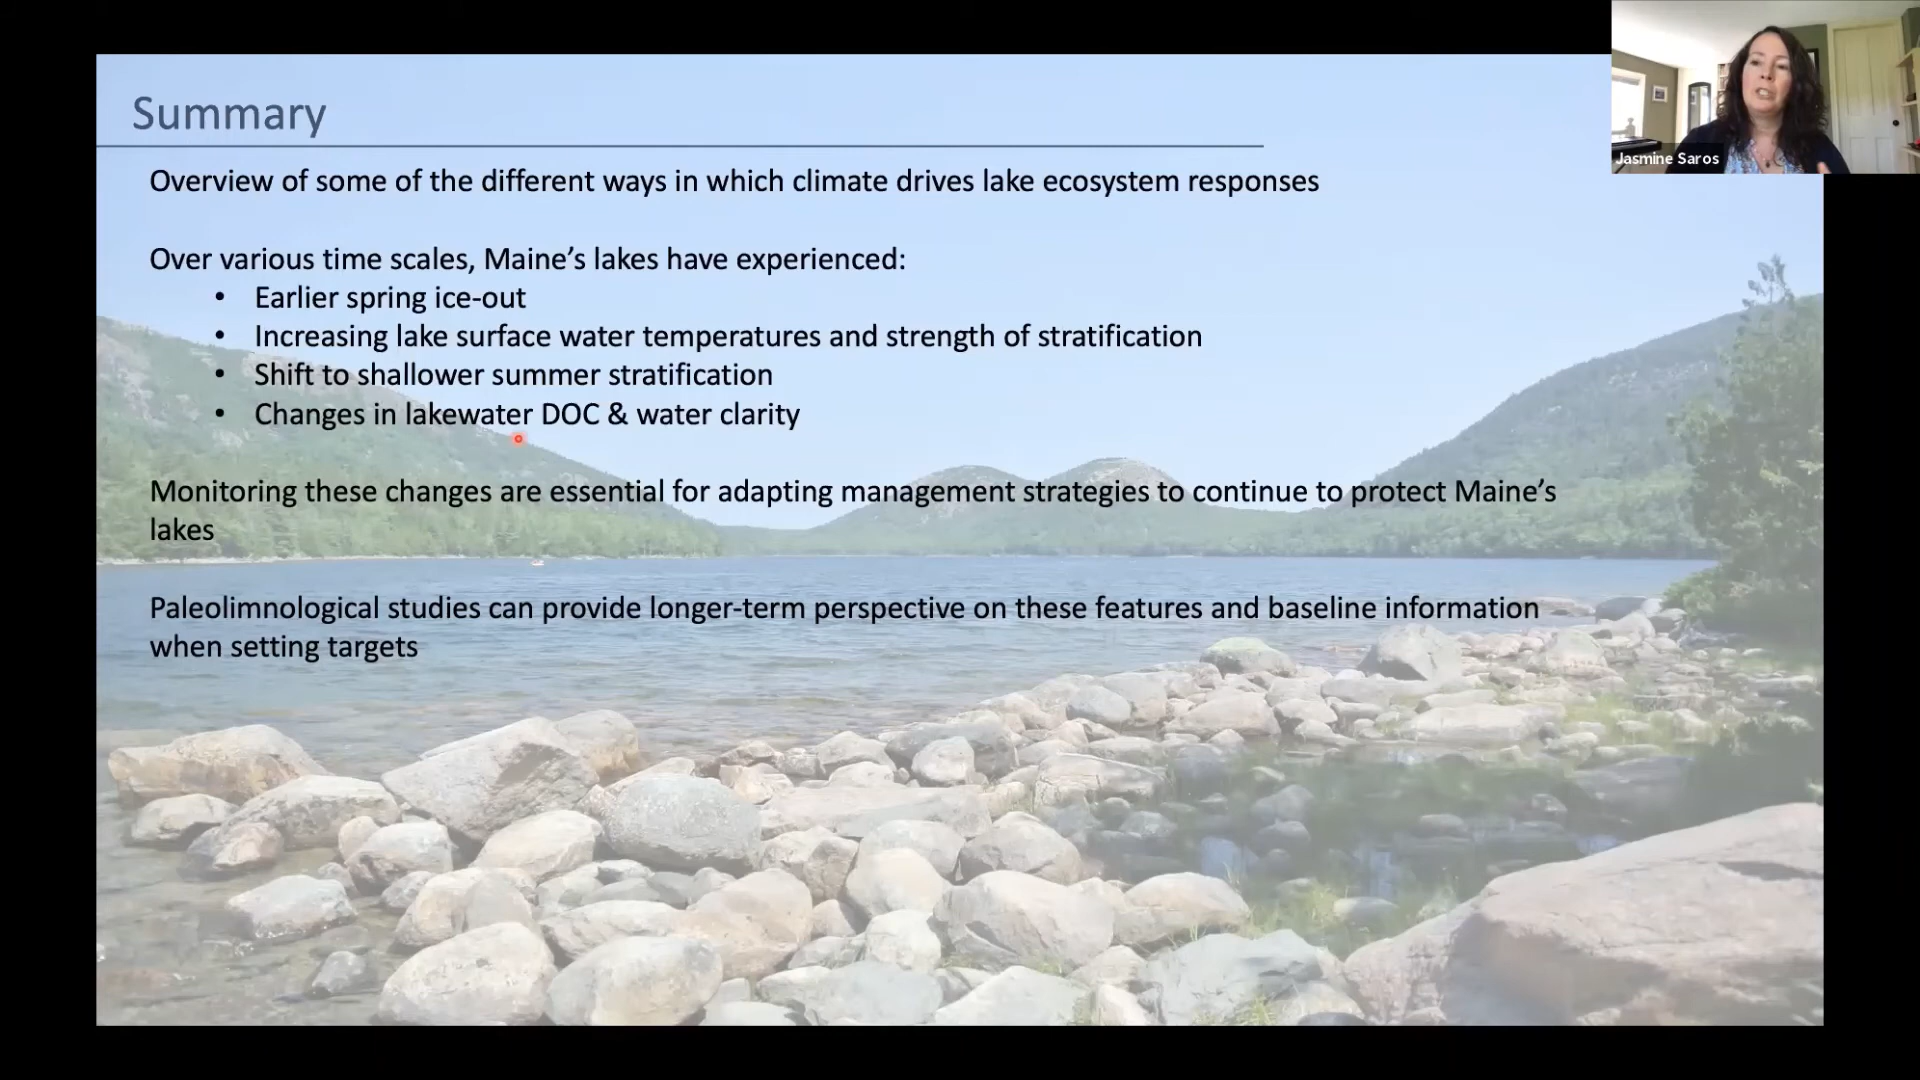 Summary
Jasmine Saros
Overview of some of the different ways in which climate drives lake ecosystem responses
Over various time scales, Maine’s lakes have experienced:
• Earlier spring ice-out
• Increasing lake surface water temperatures and strength of stratification
• Shift to shallower summer stratification
• Changes in lakewater DOC & water clarity
Monitoring these changes are essential for adapting management strategies to continue to protect Maine’s
lakes
Paleolimnological studies can provide longer-term perspective on these features and baseline information
when setting targets